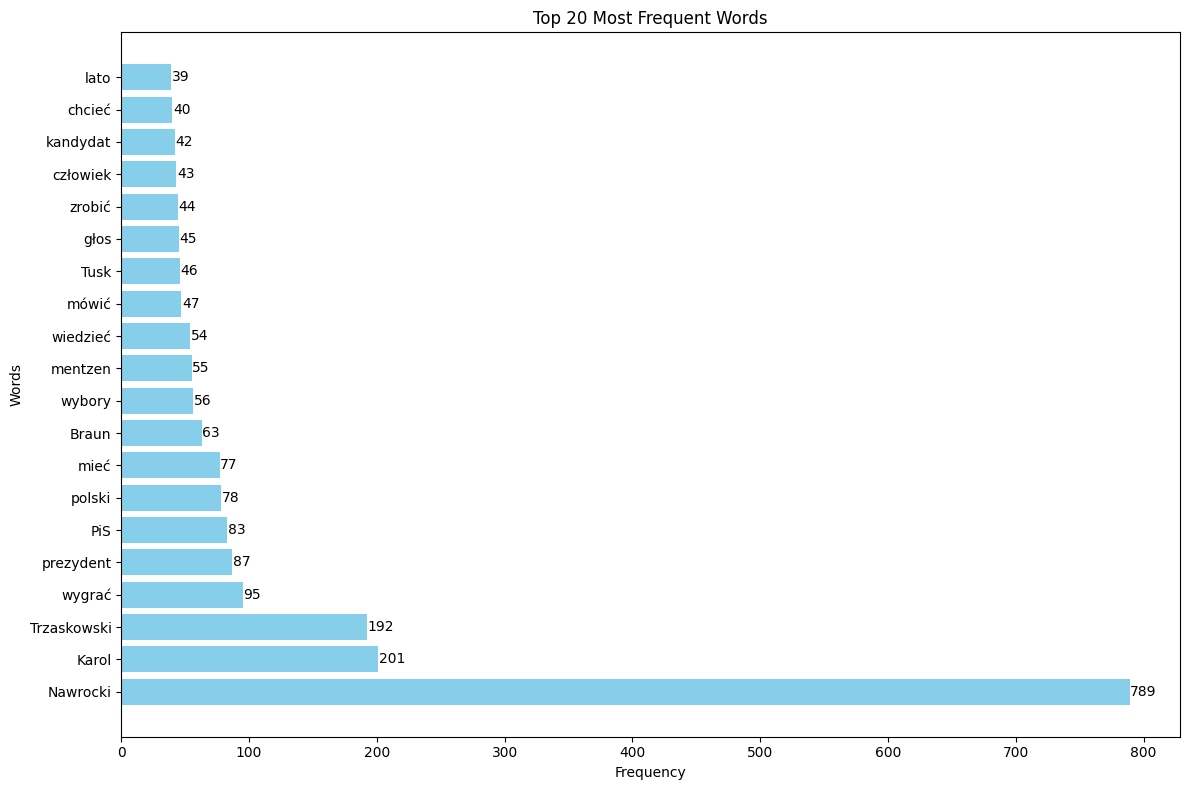 Top 20 Most Frequent Words
lato 39
chcieć 40
kandydat 42
człowiek 43
zrobić 44
głos 45
Tusk 46
mówić 47
wiedzieć 54
mentzen 55
wybory 56
Braun 63
mieć 77
polski 78
PiS 83
prezydent 87
wygrać 95
Trzaskowski 192
Karol 201
Nawrocki 789
Words
0 100 200 300 400 500 600 700 800
Frequency